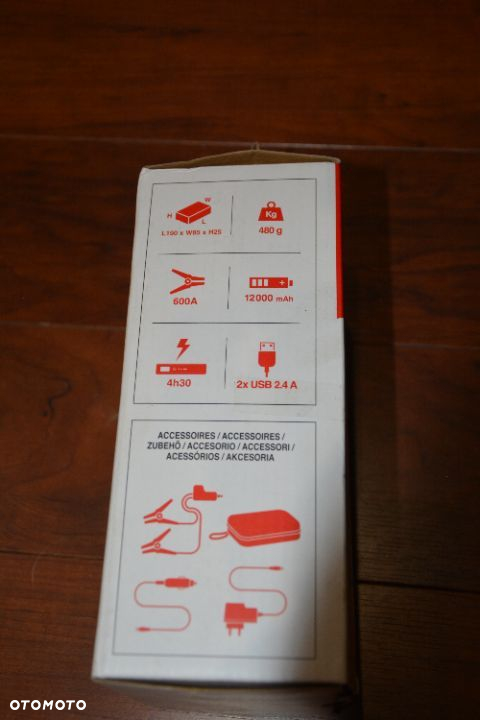 W
H
L
L190 x W85 x H25
Kg
480 g
600A
12000 mAh
4h30
2x USB 2.4 A
ACCESSOIRES / ACCESSOIRES /
ZUBEHÖ / ACCESORIO / ACCESSORI /
ACESSÓRIOS / AKCESORIA
OTOMOTO